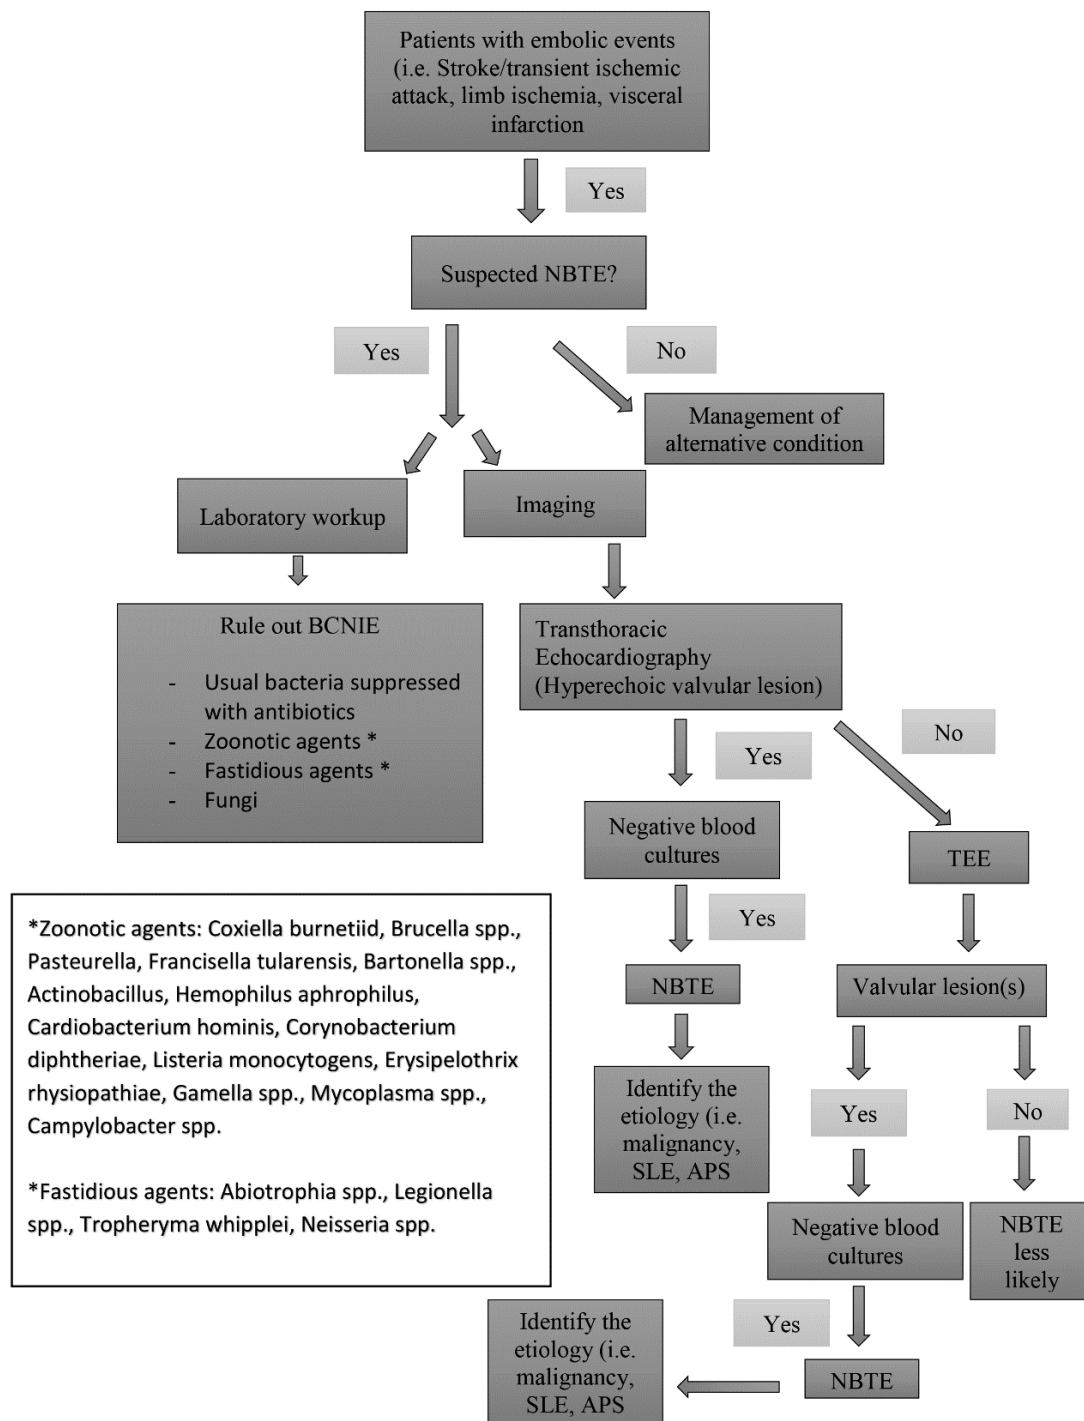 Patients with embolic events
(i.e. Stroke/transient ischemic
attack, limb ischemia, visceral
infarction
Yes
Suspected NBTE?
Yes
No
Management of
alternative condition
Laboratory workup
Imaging
Rule out BCNIE
- Usual bacteria suppressed
with antibiotics
- Zoonotic agents *
- Fastidious agents *
- Fungi
Transthoracic
Echocardiography
(Hyperechoic valvular lesion)
Yes
No
Negative blood
cultures
TEE
Yes
NBTE
Valvular lesion(s)
Identify the
etiology (i.e.
malignancy,
SLE, APS
Yes
No
Negative blood
cultures
NBTE
less
likely
Yes
NBTE
Identify the
etiology (i.e.
malignancy,
SLE, APS
*Zoonotic agents: Coxiella burnetiid, Brucella spp.,
Pasteurella, Francisella tularensis, Bartonella spp.,
Actinobacillus, Hemophilus aphrophilus,
Cardiobacterium hominis, Corynobacterium
diphtheriae, Listeria monocytogens, Erysipelothrix
rhysiopathiae, Gamella spp., Mycoplasma spp.,
Campylobacter spp.
*Fastidious agents: Abiotrophia spp., Legionella
spp., Tropheryma whipplei, Neisseria spp.